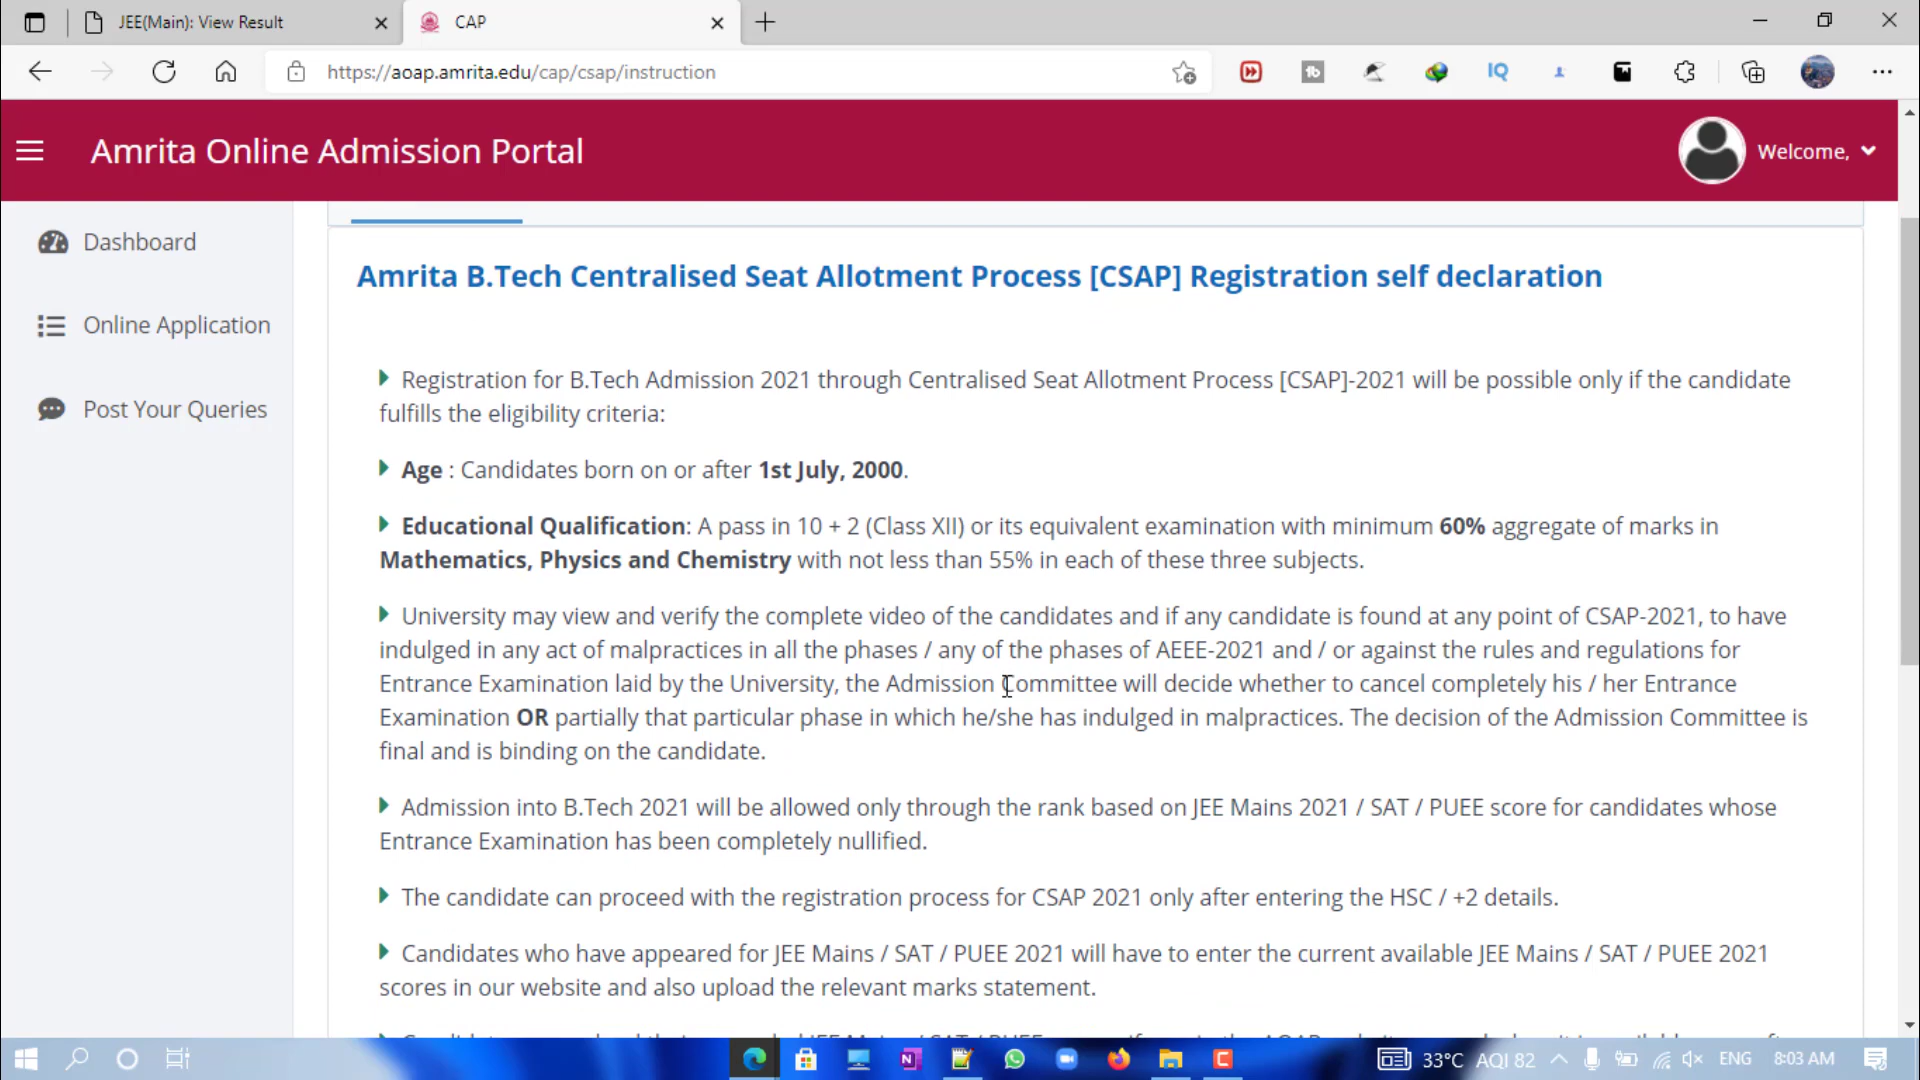 JEE(Main): View Result
CAP
https://aoap.amrita.edu/cap/csap/instruction
Amrita Online Admission Portal
Welcome,
Dashboard
Online Application
Post Your Queries
Amrita B.Tech Centralised Seat Allotment Process [CSAP] Registration self declaration
Registration for B.Tech Admission 2021 through Centralised Seat Allotment Process [CSAP]-2021 will be possible only if the candidate
fulfills the eligibility criteria:
Age : Candidates born on or after 1st July, 2000.
Educational Qualification: A pass in 10 + 2 (Class XII) or its equivalent examination with minimum 60% aggregate of marks in
Mathematics, Physics and Chemistry with not less than 55% in each of these three subjects.
University may view and verify the complete video of the candidates and if any candidate is found at any point of CSAP-2021, to have
indulged in any act of malpractices in all the phases / any of the phases of AEEE-2021 and / or against the rules and regulations for
Entrance Examination laid by the University, the Admission Committee will decide whether to cancel completely his / her Entrance
Examination OR partially that particular phase in which he/she has indulged in malpractices. The decision of the Admission Committee is
final and is binding on the candidate.
Admission into B.Tech 2021 will be allowed only through the rank based on JEE Mains 2021 / SAT / PUEE score for candidates whose
Entrance Examination has been completely nullified.
The candidate can proceed with the registration process for CSAP 2021 only after entering the HSC / +2 details.
Candidates who have appeared for JEE Mains / SAT / PUEE 2021 will have to enter the current available JEE Mains / SAT / PUEE 2021
scores in our website and also upload the relevant marks statement.
33°C AQI 82
ENG
8:03 AM